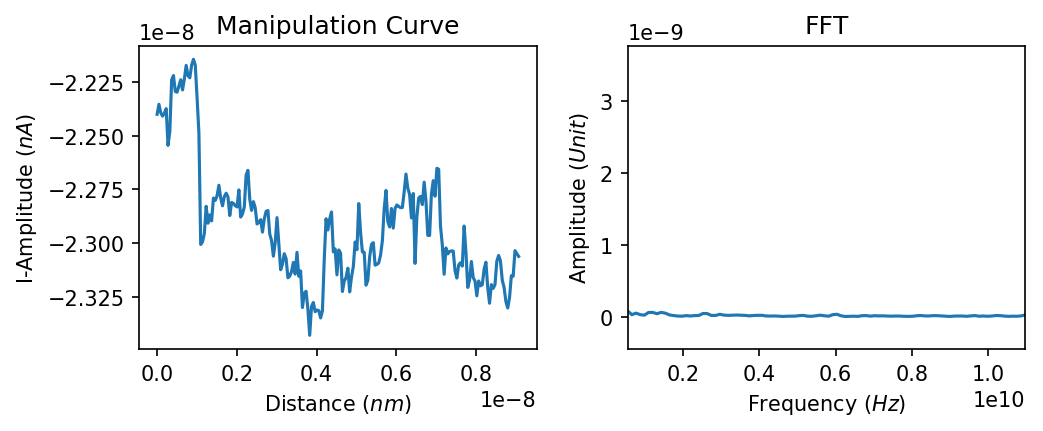 Manipulation Curve
1e−8
I-Amplitude (nA)
−2.225
−2.250
−2.275
−2.300
−2.325
0.0 0.2 0.4 0.6 0.8
1e−8
Distance (nm)
FFT
1e−9
Amplitude (Unit)
3
2
1
0
0.2 0.4 0.6 0.8 1.0
1e10
Frequency (Hz)